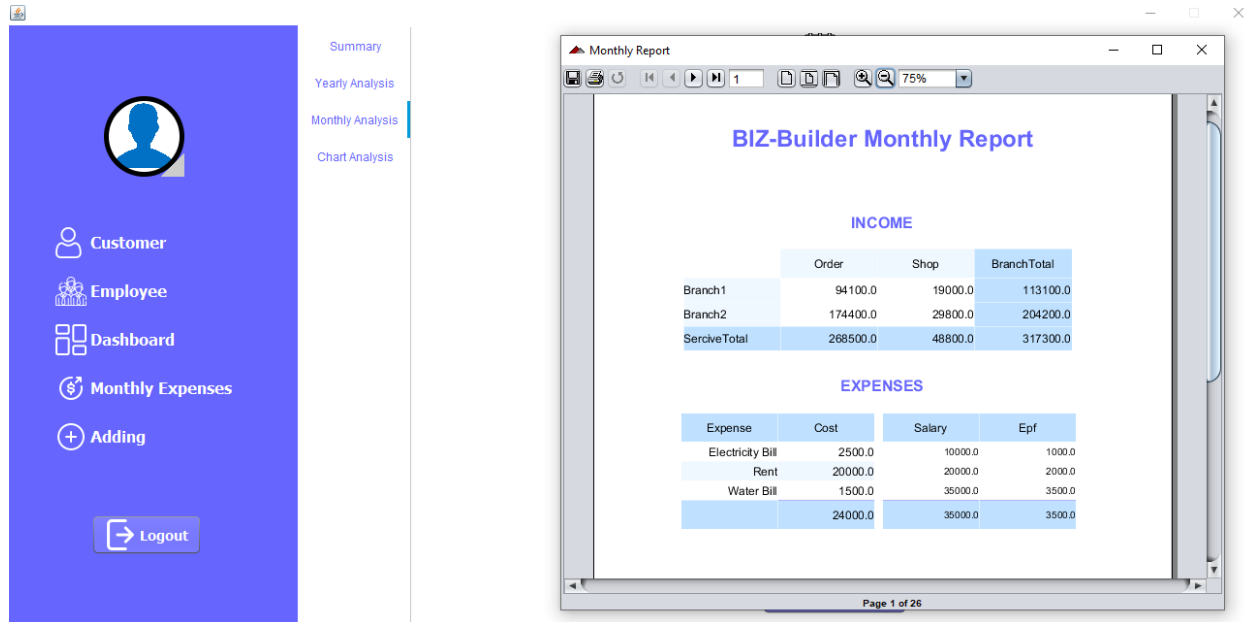 Summary
Yearly Analysis
Monthly Analysis
Chart Analysis
Customer
Employee
Dashboard
Monthly Expenses
Adding
Logout
Monthly Report
1
75%
BIZ-Builder Monthly Report
INCOME
Order Shop BranchTotal
Branch1 94100.0 19000.0 113100.0
Branch2 174400.0 29800.0 204200.0
SerciveTotal 268500.0 48800.0 317300.0
EXPENSES
Expense Cost Salary Epf
Electricity Bill 2500.0 10000.0 1000.0
Rent 20000.0 20000.0 2000.0
Water Bill 1500.0 35000.0 3500.0
24000.0 35000.0 3500.0
Page 1 of 26